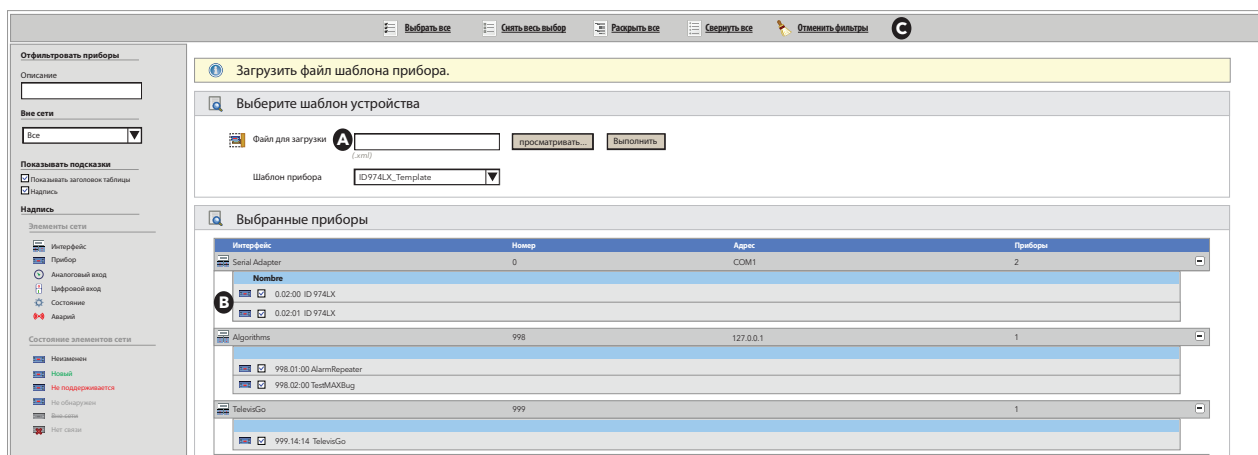 Выбрать все Снять весь выбор Раскрыть все Свернуть все Отменить фильтры C
Отфильтровать приборы
Описание
Вне сети
Все
Показывать подсказки
Показывать заголовок таблицы
Надпись
Надпись
Элементы сети
Интерфейс
Прибор
Аналоговый вход
Цифровой вход
Состояние
Аварий
Состояние элементов сети
Неизменен
Новый
Не поддерживается
Не обнаружен
Вне сети
Нет связи
Загрузить файл шаблона прибора.
Выберите шаблон устройства
Файл для загрузки A просматривать... Выполнить
(.xml)
Шаблон прибора ID974LX_Template
Выбранные приборы
Интерфейс Номер Адрес Приборы
Serial Adapter 0 COM1 2
Nombre
B
0.02:00 ID 974LX
0.02:01 ID 974LX
Algorithms 998 127.0.0.1 1
998.01:00 AlarmRepeater
998.02:00 TestMAXBug
TelevisGo 999 1
999.14:14 TelevisGo